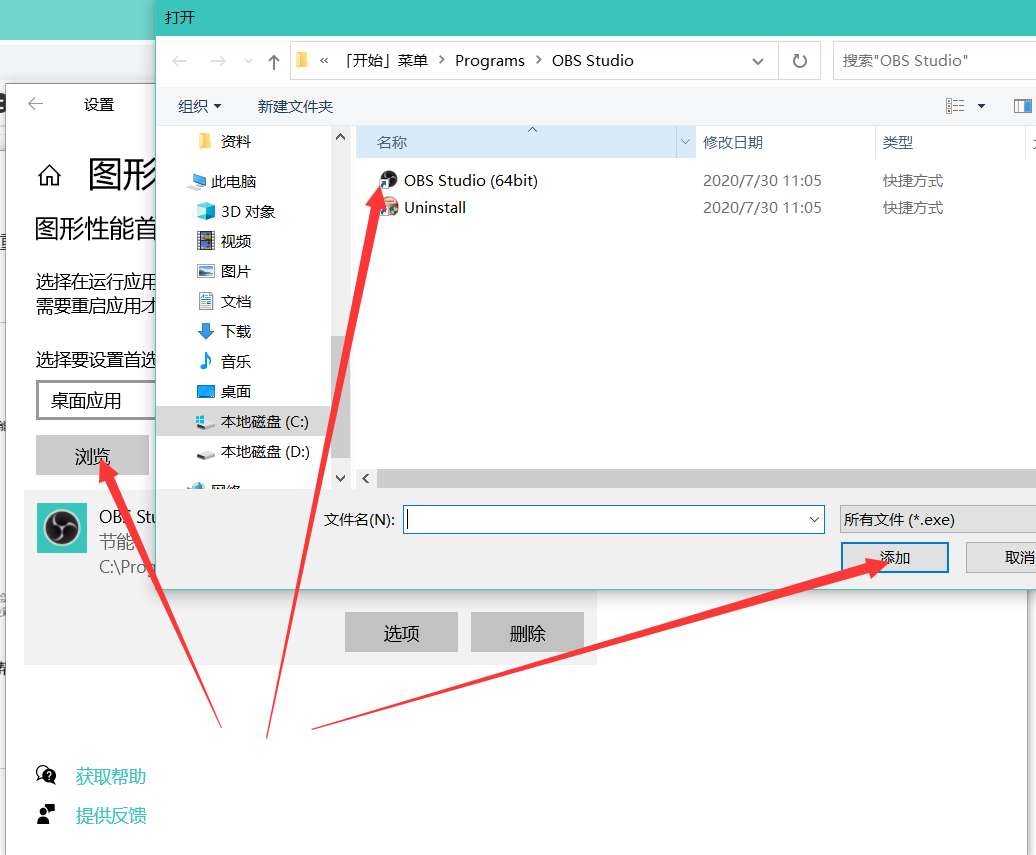 打开
« 「开始」菜单 › Programs › OBS Studio
搜索"OBS Studio"
组织
新建文件夹
名称
修改日期
类型
OBS Studio (64bit)
2020/7/30 11:05
快捷方式
Uninstall
2020/7/30 11:05
快捷方式
资料
此电脑
3D 对象
视频
图片
文档
下载
音乐
桌面
本地磁盘 (C:)
本地磁盘 (D:)
网络
文件名(N):
所有文件 (*.exe)
添加
取消
设置
图形
图形性能首
选择在运行应用
需要重启应用才
选择要设置首选
桌面应用
浏览
OBS Stu
节能
C:\Prog
选项
删除
获取帮助
提供反馈